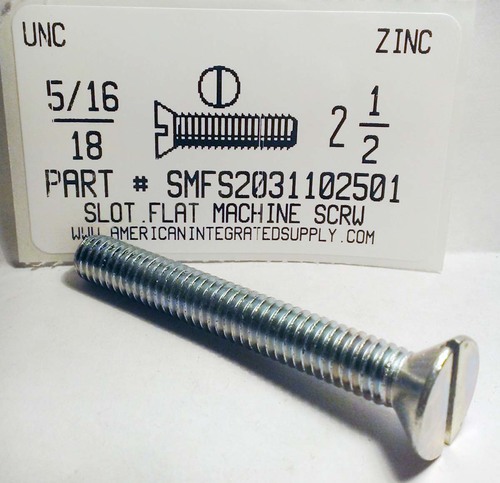 UNC ZINC
5/16
18
2 1/2
PART # SMFS2031102501
SLOT FLAT MACHINE SCRW
WWW.AMERICANINTEGRATEDSUPPLY.COM